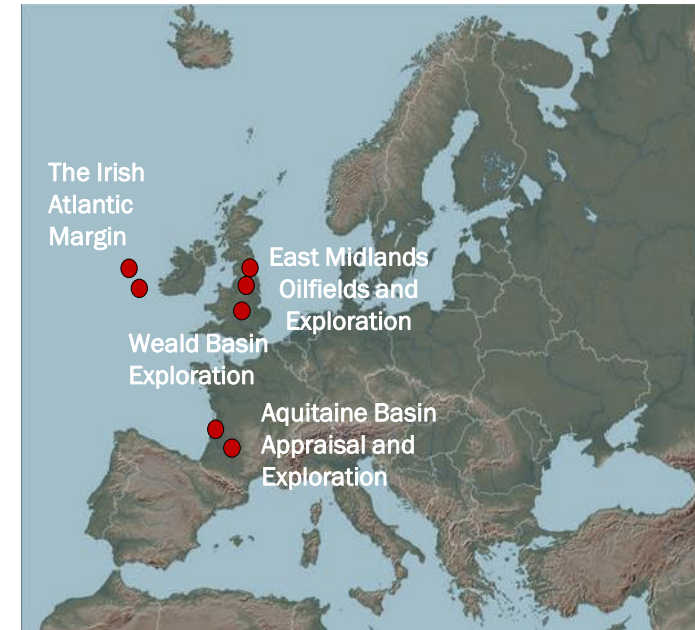 The Irish
Atlantic
Margin
East Midlands
Oilfields and
Exploration
Weald Basin
Exploration
Aquitaine Basin
Appraisal and
Exploration